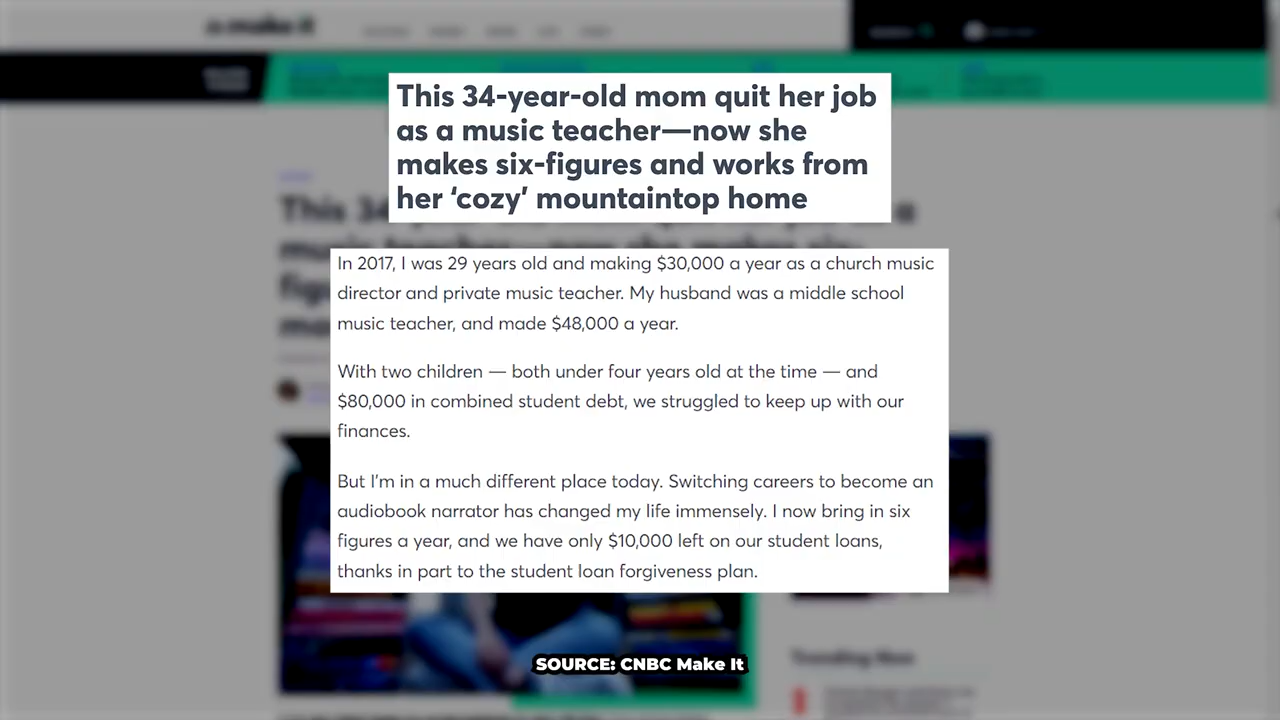 make it
This 34-year-old mom quit her job
as a music teacher—now she
makes six-figures and works from
her ‘cozy’ mountaintop home
In 2017, I was 29 years old and making $30,000 a year as a church music
director and private music teacher. My husband was a middle school
music teacher, and made $48,000 a year.
With two children — both under four years old at the time — and
$80,000 in combined student debt, we struggled to keep up with our
finances.
But I’m in a much different place today. Switching careers to become an
audiobook narrator has changed my life immensely. I now bring in six
figures a year, and we have only $10,000 left on our student loans,
thanks in part to the student loan forgiveness plan.
SOURCE: CNBC Make It
Trending Now